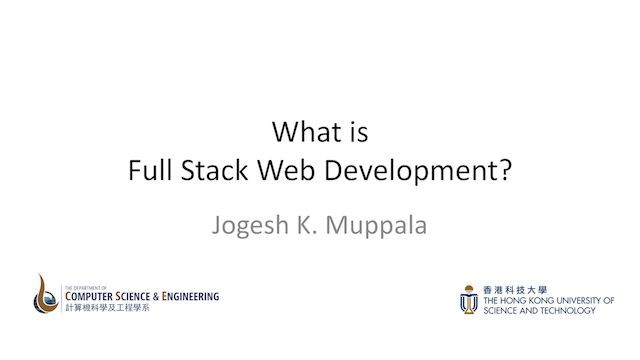 What is
Full Stack Web Development?
Jogesh K. Muppala
THE DEPARTMENT OF
COMPUTER SCIENCE & ENGINEERING
計算機科學及工程學系
香港科技大學
THE HONG KONG UNIVERSITY OF
SCIENCE AND TECHNOLOGY